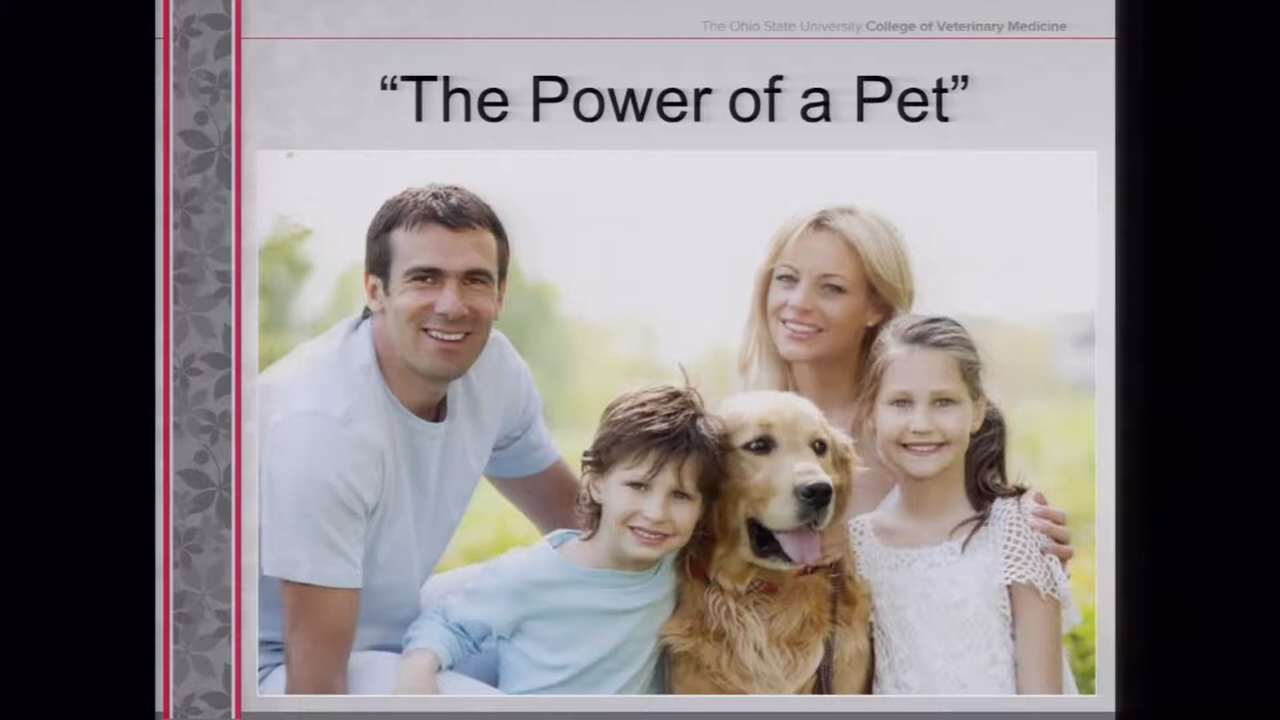 The Ohio State University College of Veterinary Medicine
“The Power of a Pet”